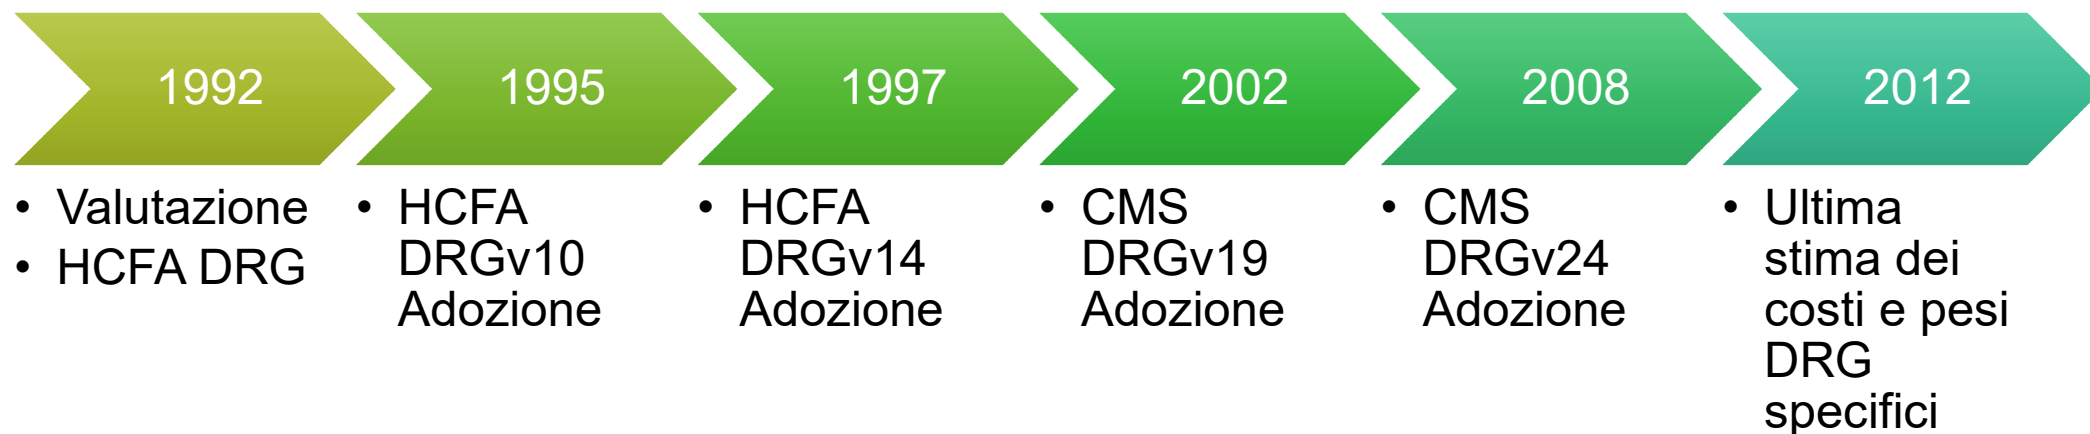 1992
1995
1997
2002
2008
2012
• Valutazione
• HCFA DRG
• HCFA
DRGv10
Adozione
• HCFA
DRGv14
Adozione
• CMS
DRGv19
Adozione
• CMS
DRGv24
Adozione
• Ultima
stima dei
costi e pesi
DRG
specifici